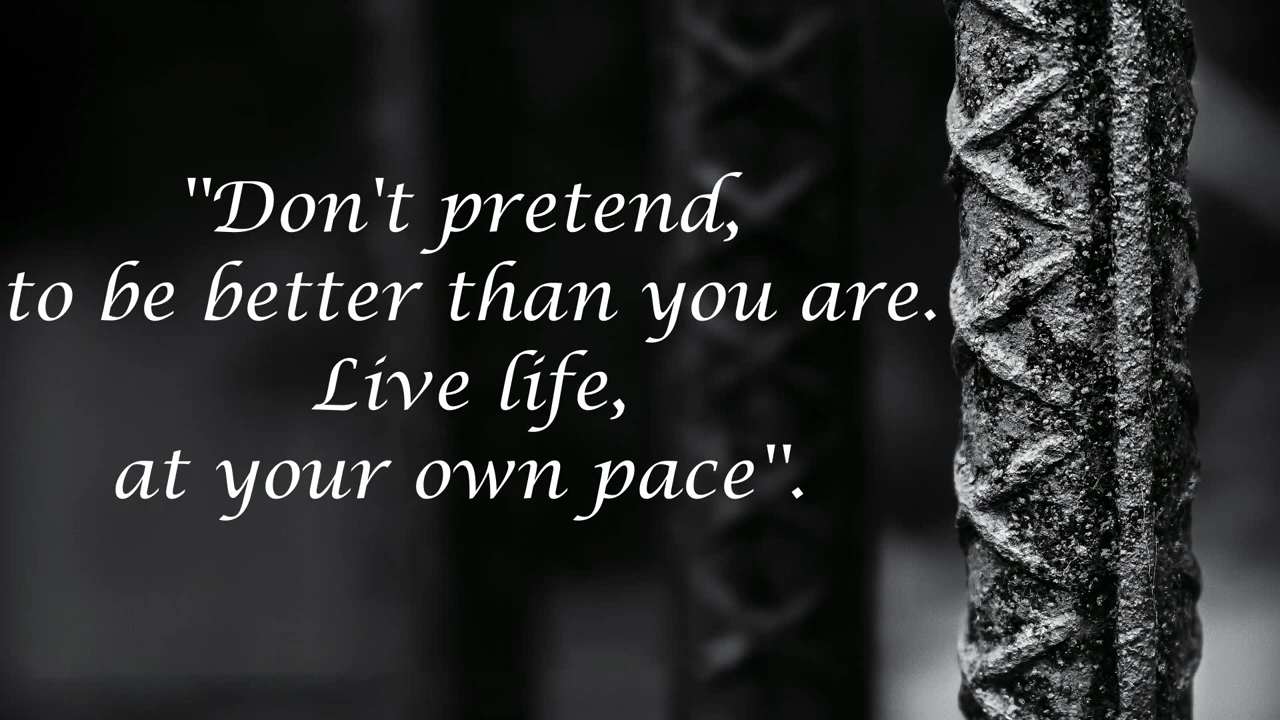 "Don't pretend,
to be better than you are.
Live life,
at your own pace".